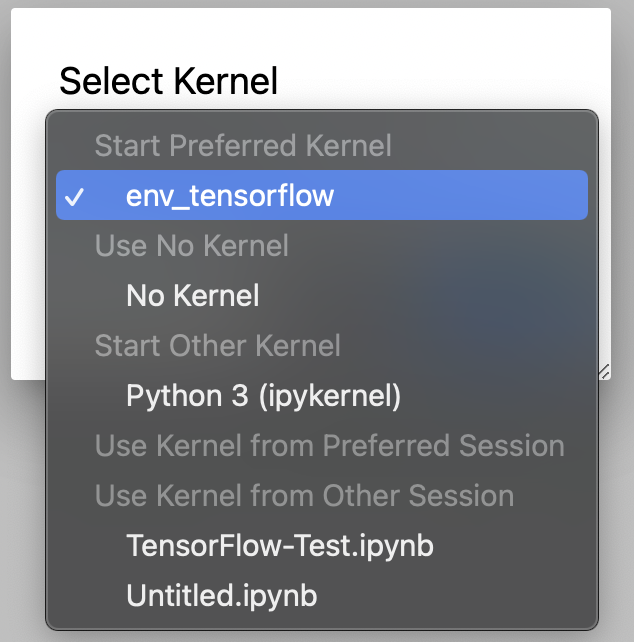 Select Kernel
Start Preferred Kernel
env_tensorflow
Use No Kernel
No Kernel
Start Other Kernel
Python 3 (ipykernel)
Use Kernel from Preferred Session
Use Kernel from Other Session
TensorFlow-Test.ipynb
Untitled.ipynb